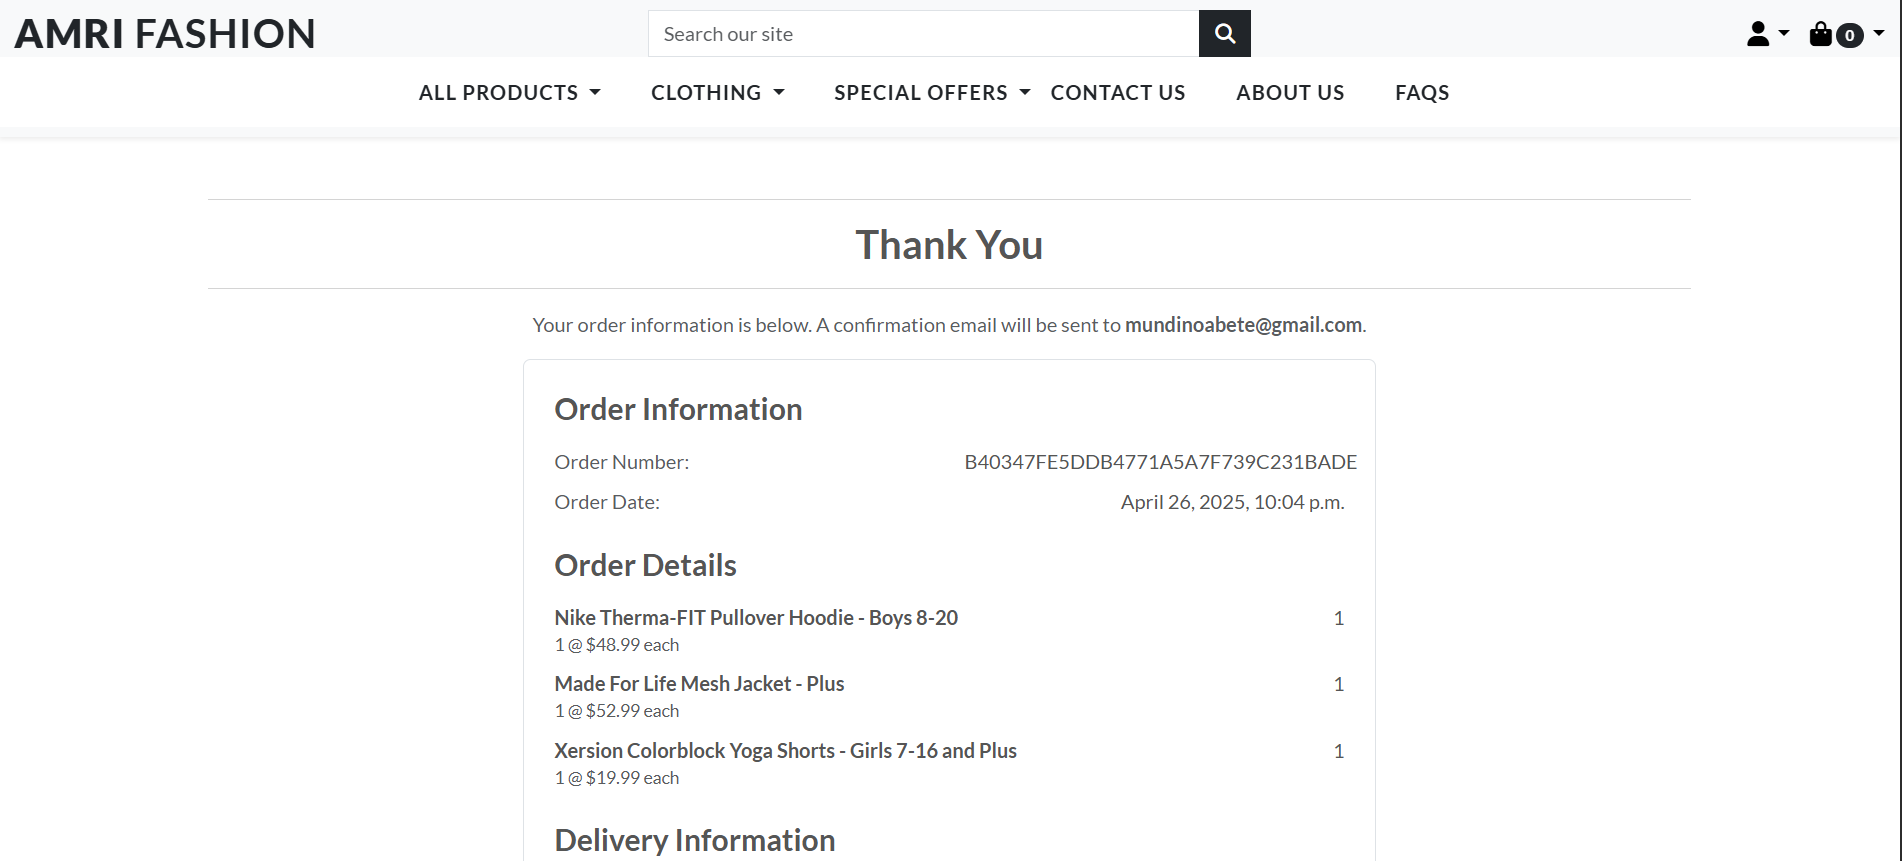 AMRI FASHION
Search our site
0
ALL PRODUCTS CLOTHING SPECIAL OFFERS CONTACT US ABOUT US FAQS
Thank You
Your order information is below. A confirmation email will be sent to mundinoabete@gmail.com.
Order Information
Order Number: B40347FE5DDB4771A5A7F739C231BADE
Order Date: April 26, 2025, 10:04 p.m.
Order Details
Nike Therma-FIT Pullover Hoodie - Boys 8-20 1
1 @ $48.99 each
Made For Life Mesh Jacket - Plus 1
1 @ $52.99 each
Xersion Colorblock Yoga Shorts - Girls 7-16 and Plus 1
1 @ $19.99 each
Delivery Information